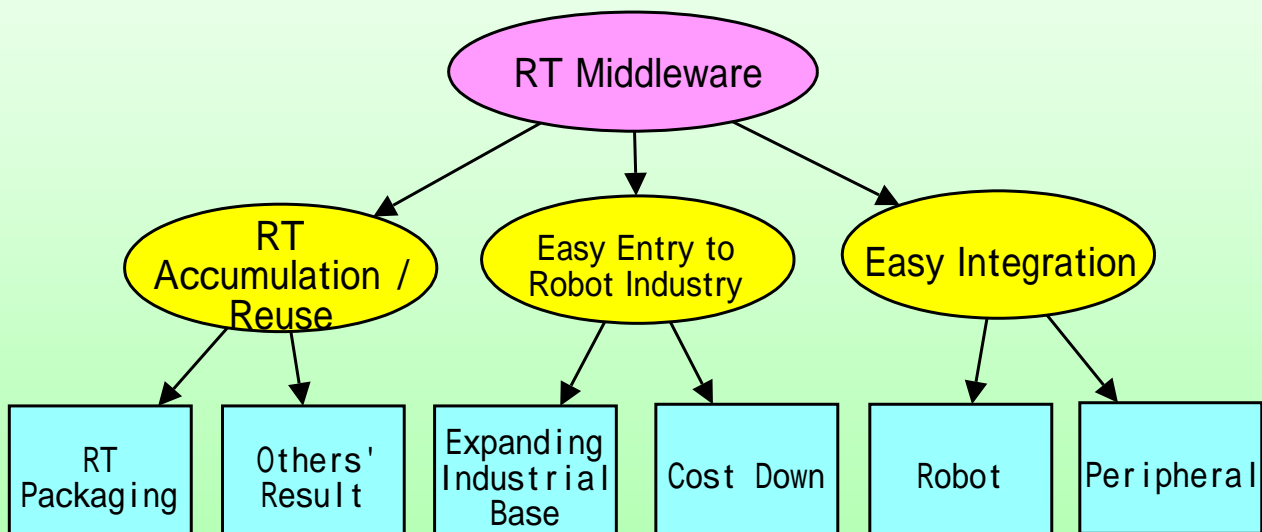 RT Middleware
RT
Accumulation /
Reuse
Easy Entry to
Robot Industry
Easy Integration
RT
Packaging
Others'
Result
Expanding
Industrial
Base
Cost Down
Robot
Peripheral